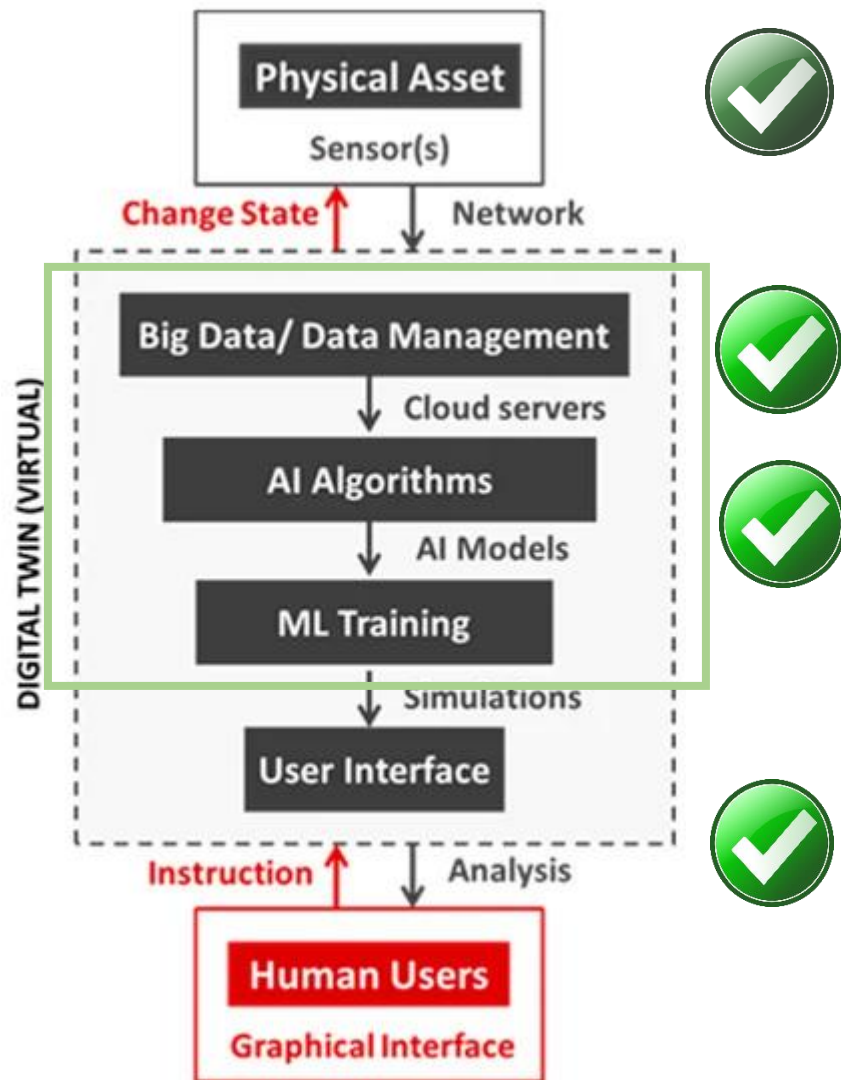 Physical Asset
Sensor(s)
Change State
Network
DIGITAL TWIN (VIRTUAL)
Big Data/ Data Management
Cloud servers
AI Algorithms
AI Models
ML Training
Simulations
User Interface
Instruction
Analysis
Human Users
Graphical Interface